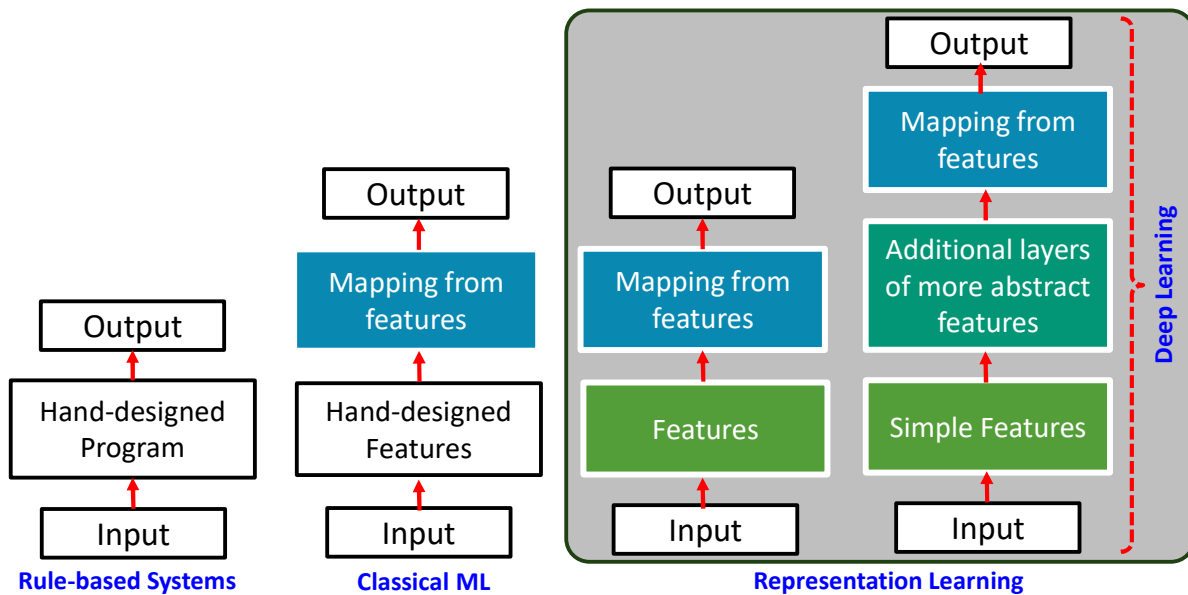 Output
Hand-designed
Program
Input
Rule-based Systems
Output
Mapping from
features
Hand-designed
Features
Input
Classical ML
Output
Mapping from
features
Features
Input
Output
Mapping from
features
Additional layers
of more abstract
features
Simple Features
Input
Deep Learning
Representation Learning